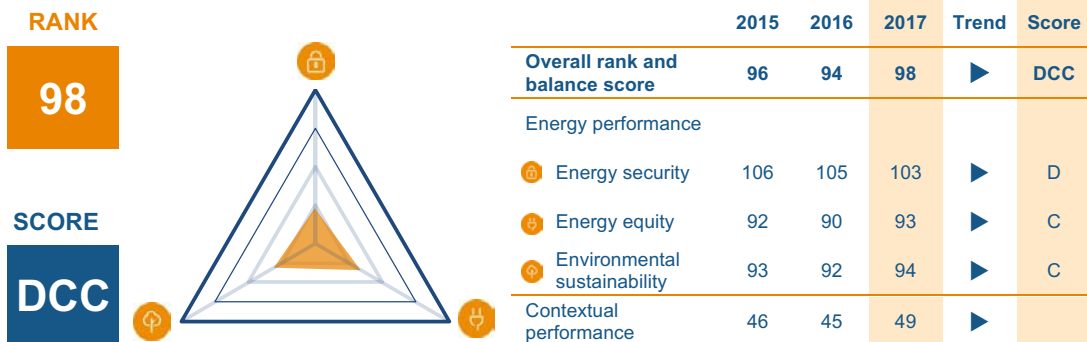 RANK
98
SCORE
DCC
2015 2016 2017 Trend Score
Overall rank and
balance score 96 94 98 DCC
Energy performance
Energy security 106 105 103 D
Energy equity 92 90 93 C
Environmental
sustainability 93 92 94 C
Contextual
performance 46 45 49